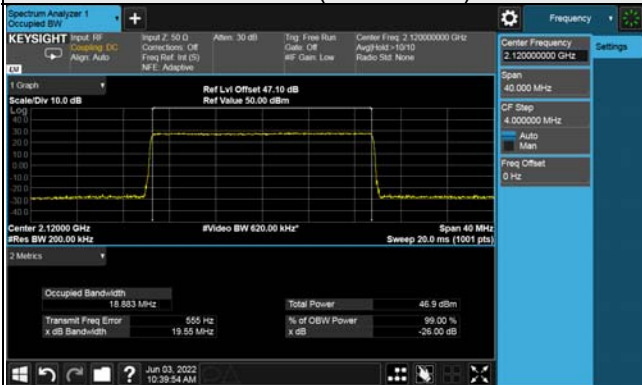 Spectrum Analyzer 1
Occupied BW
+
Frequency
KEYSIGHT Input: RF
Coupling: DC
Align: Auto
Input Z: 50 Ω
Corrections: Off
Freq Ref: Int (S)
NFE: Adaptive
Atten: 30 dB
Trig: Free Run
Gate: Off
#IF Gain: Low
Center Freq: 2.120000000 GHz
Avg|Hold:>10/10
Radio Std: None
Center Frequency
2.120000000 GHz
Settings
Span
40.000 MHz
CF Step
4.000000 MHz
Auto
Man
Freq Offset
0 Hz
1 Graph
Scale/Div 10.0 dB
Ref Lvl Offset 47.10 dB
Ref Value 50.00 dBm
Log
40.0
30.0
20.0
10.0
0.00
-10.0
-20.0
-30.0
-40.0
Center 2.12000 GHz
#Video BW 620.00 kHz*
Span 40 MHz
#Res BW 200.00 kHz
Sweep 20.0 ms (1001 pts)
2 Metrics
Occupied Bandwidth
18.883 MHz
Total Power 46.9 dBm
Transmit Freq Error 555 Hz
% of OBW Power 99.00 %
x dB Bandwidth 19.55 MHz
x dB -26.00 dB
?
Jun 03, 2022
10:39:54 AM